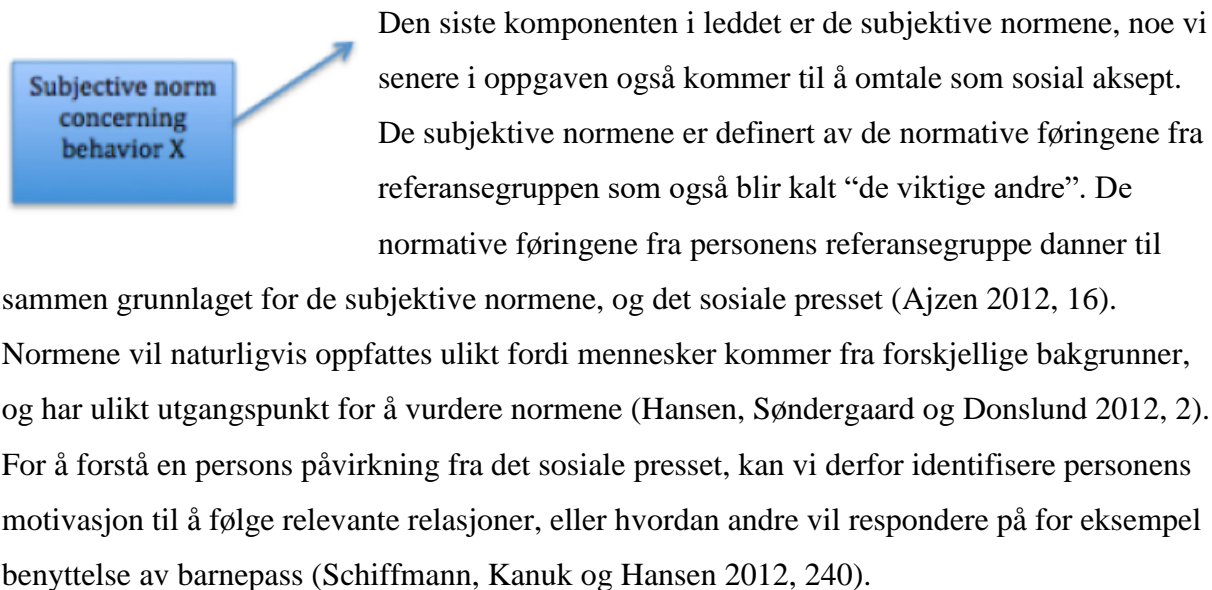 Subjective norm
concerning
behavior X
Den siste komponenten i leddet er de subjektive normene, noe vi
senere i oppgaven også kommer til å omtale som sosial aksept.
De subjektive normene er definert av de normative føringene fra
referansegruppen som også blir kalt “de viktige andre”. De
normative føringene fra personens referansegruppe danner til
sammen grunnlaget for de subjektive normene, og det sosiale presset (Ajzen 2012, 16).
Normene vil naturligvis oppfattes ulikt fordi mennesker kommer fra forskjellige bakgrunner,
og har ulikt utgangspunkt for å vurdere normene (Hansen, Søndergaard og Donslund 2012, 2).
For å forstå en persons påvirkning fra det sosiale presset, kan vi derfor identifisere personens
motivasjon til å følge relevante relasjoner, eller hvordan andre vil respondere på for eksempel
benyttelse av barnepass (Schiffmann, Kanuk og Hansen 2012, 240).